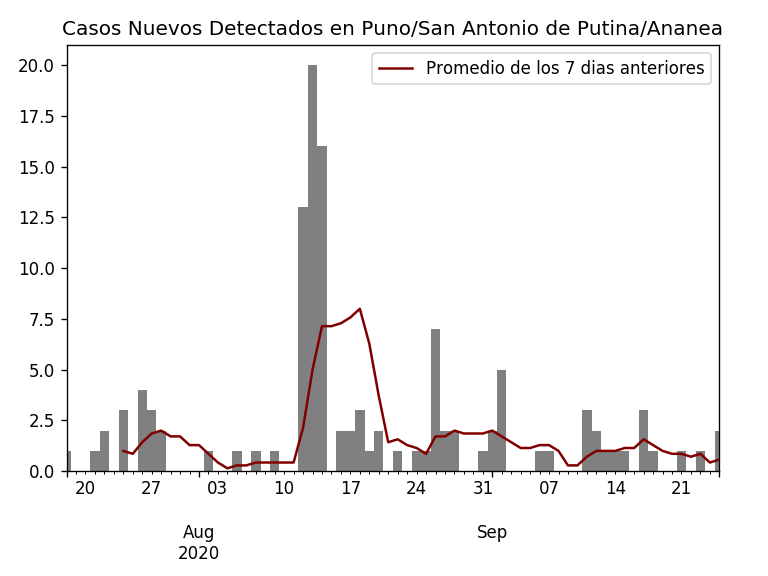 Casos Nuevos Detectados en Puno/San Antonio de Putina/Ananea
Promedio de los 7 dias anteriores
20.0
17.5
15.0
12.5
10.0
7.5
5.0
2.5
0.0
20 27 03 10 17 24 31 07 14 21
Aug Sep
2020